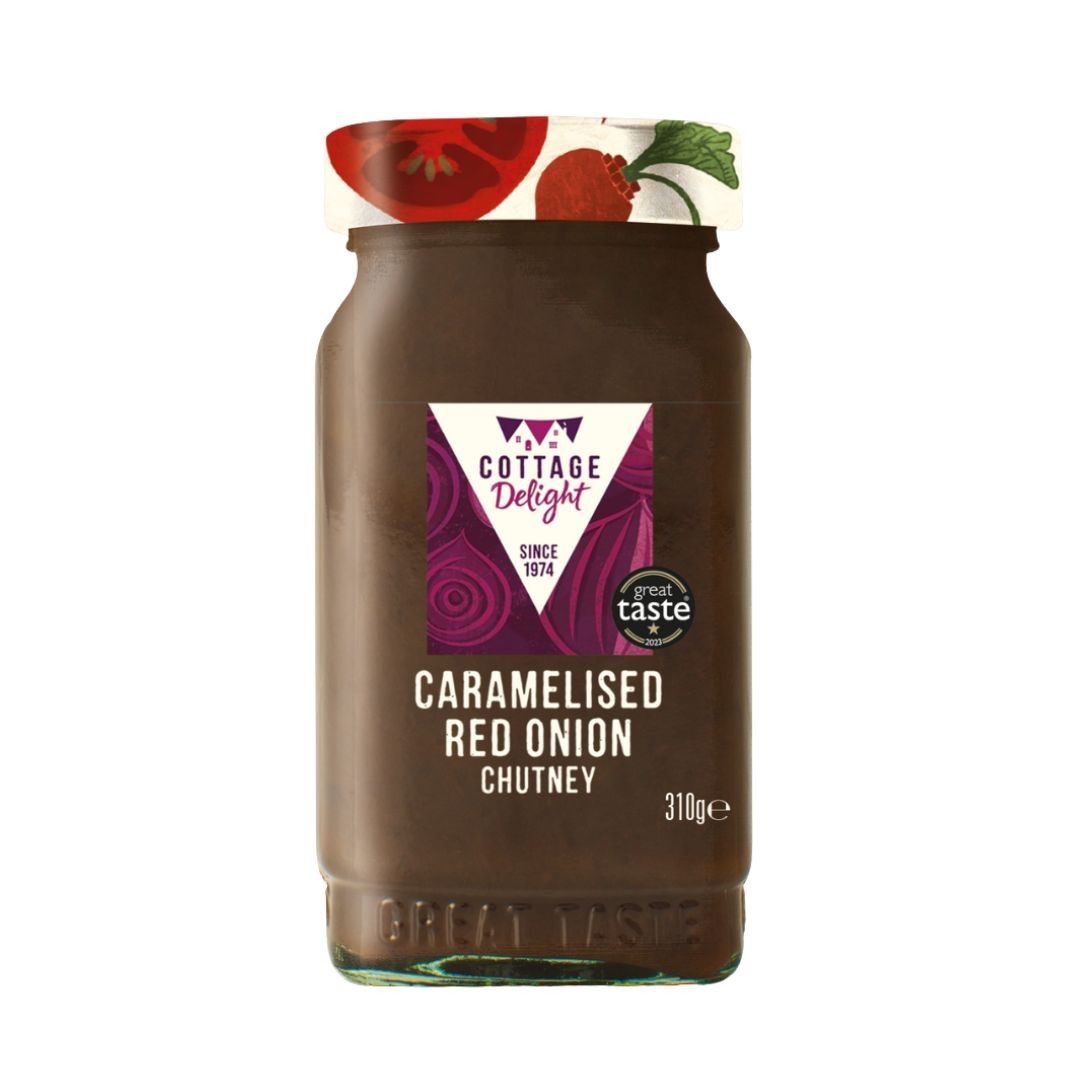 COTTAGE
Delight
SINCE
1974
great
taste®
2023
CARAMELISED
RED ONION
CHUTNEY
310g℮
GREAT TASTE